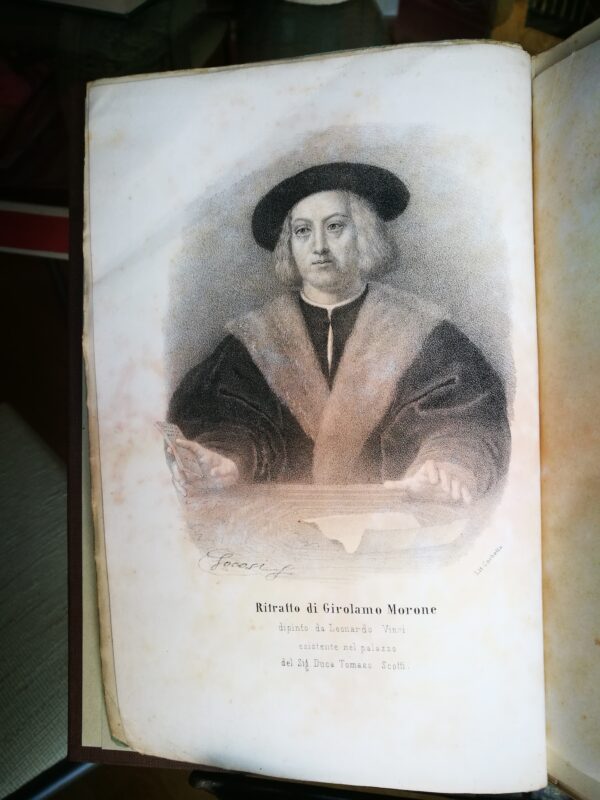 Ritratto di Girolamo Morone
dipinto da Leonardo Vinci
esistente nel palazzo
del Sig Duca Tomaso Scotti.